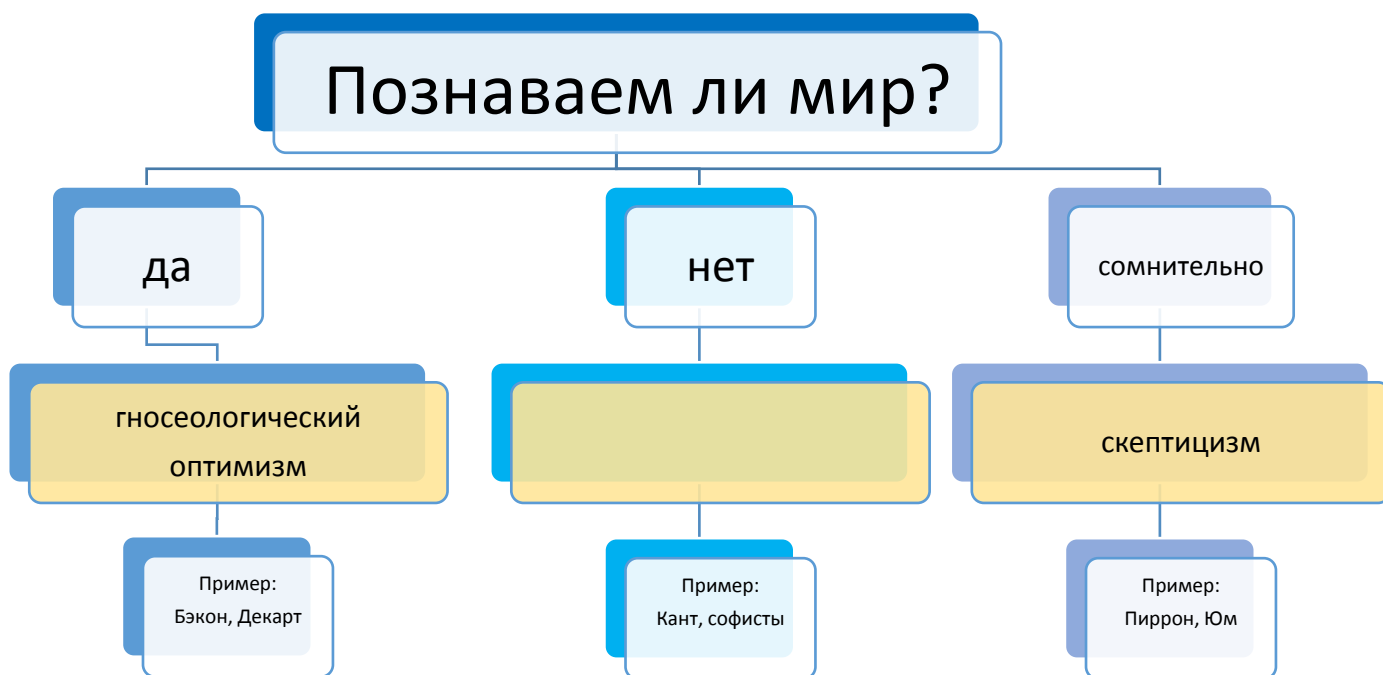 Познаваем ли мир?
да
нет
сомнительно
гносеологический
оптимизм
скептицизм
Пример:
Бэкон, Декарт
Пример:
Кант, софисты
Пример:
Пиррон, Юм